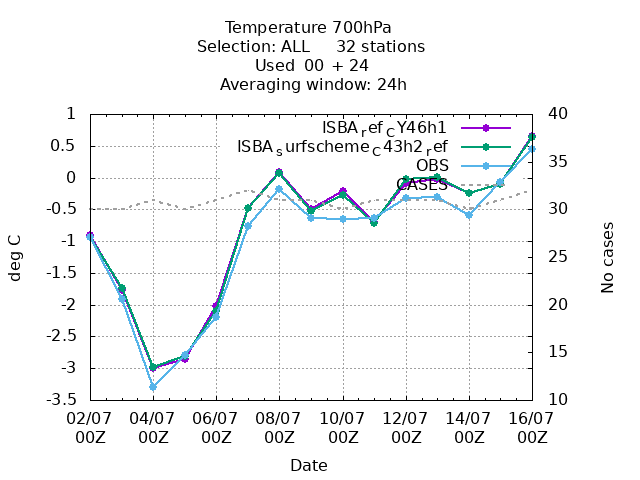 Temperature 700hPa
Selection: ALL 32 stations
Used 00 + 24
Averaging window: 24h
1
0.5
0
-0.5
-1
-1.5
-2
-2.5
-3
-3.5
40
35
30
25
20
15
10
ISBA_ref_CY46h1
ISBA_surfscheme_C43h2_ref
OBS
CASES
deg C
No cases
02/07 04/07 06/07 08/07 10/07 12/07 14/07 16/07
00Z 00Z 00Z 00Z 00Z 00Z 00Z 00Z
Date